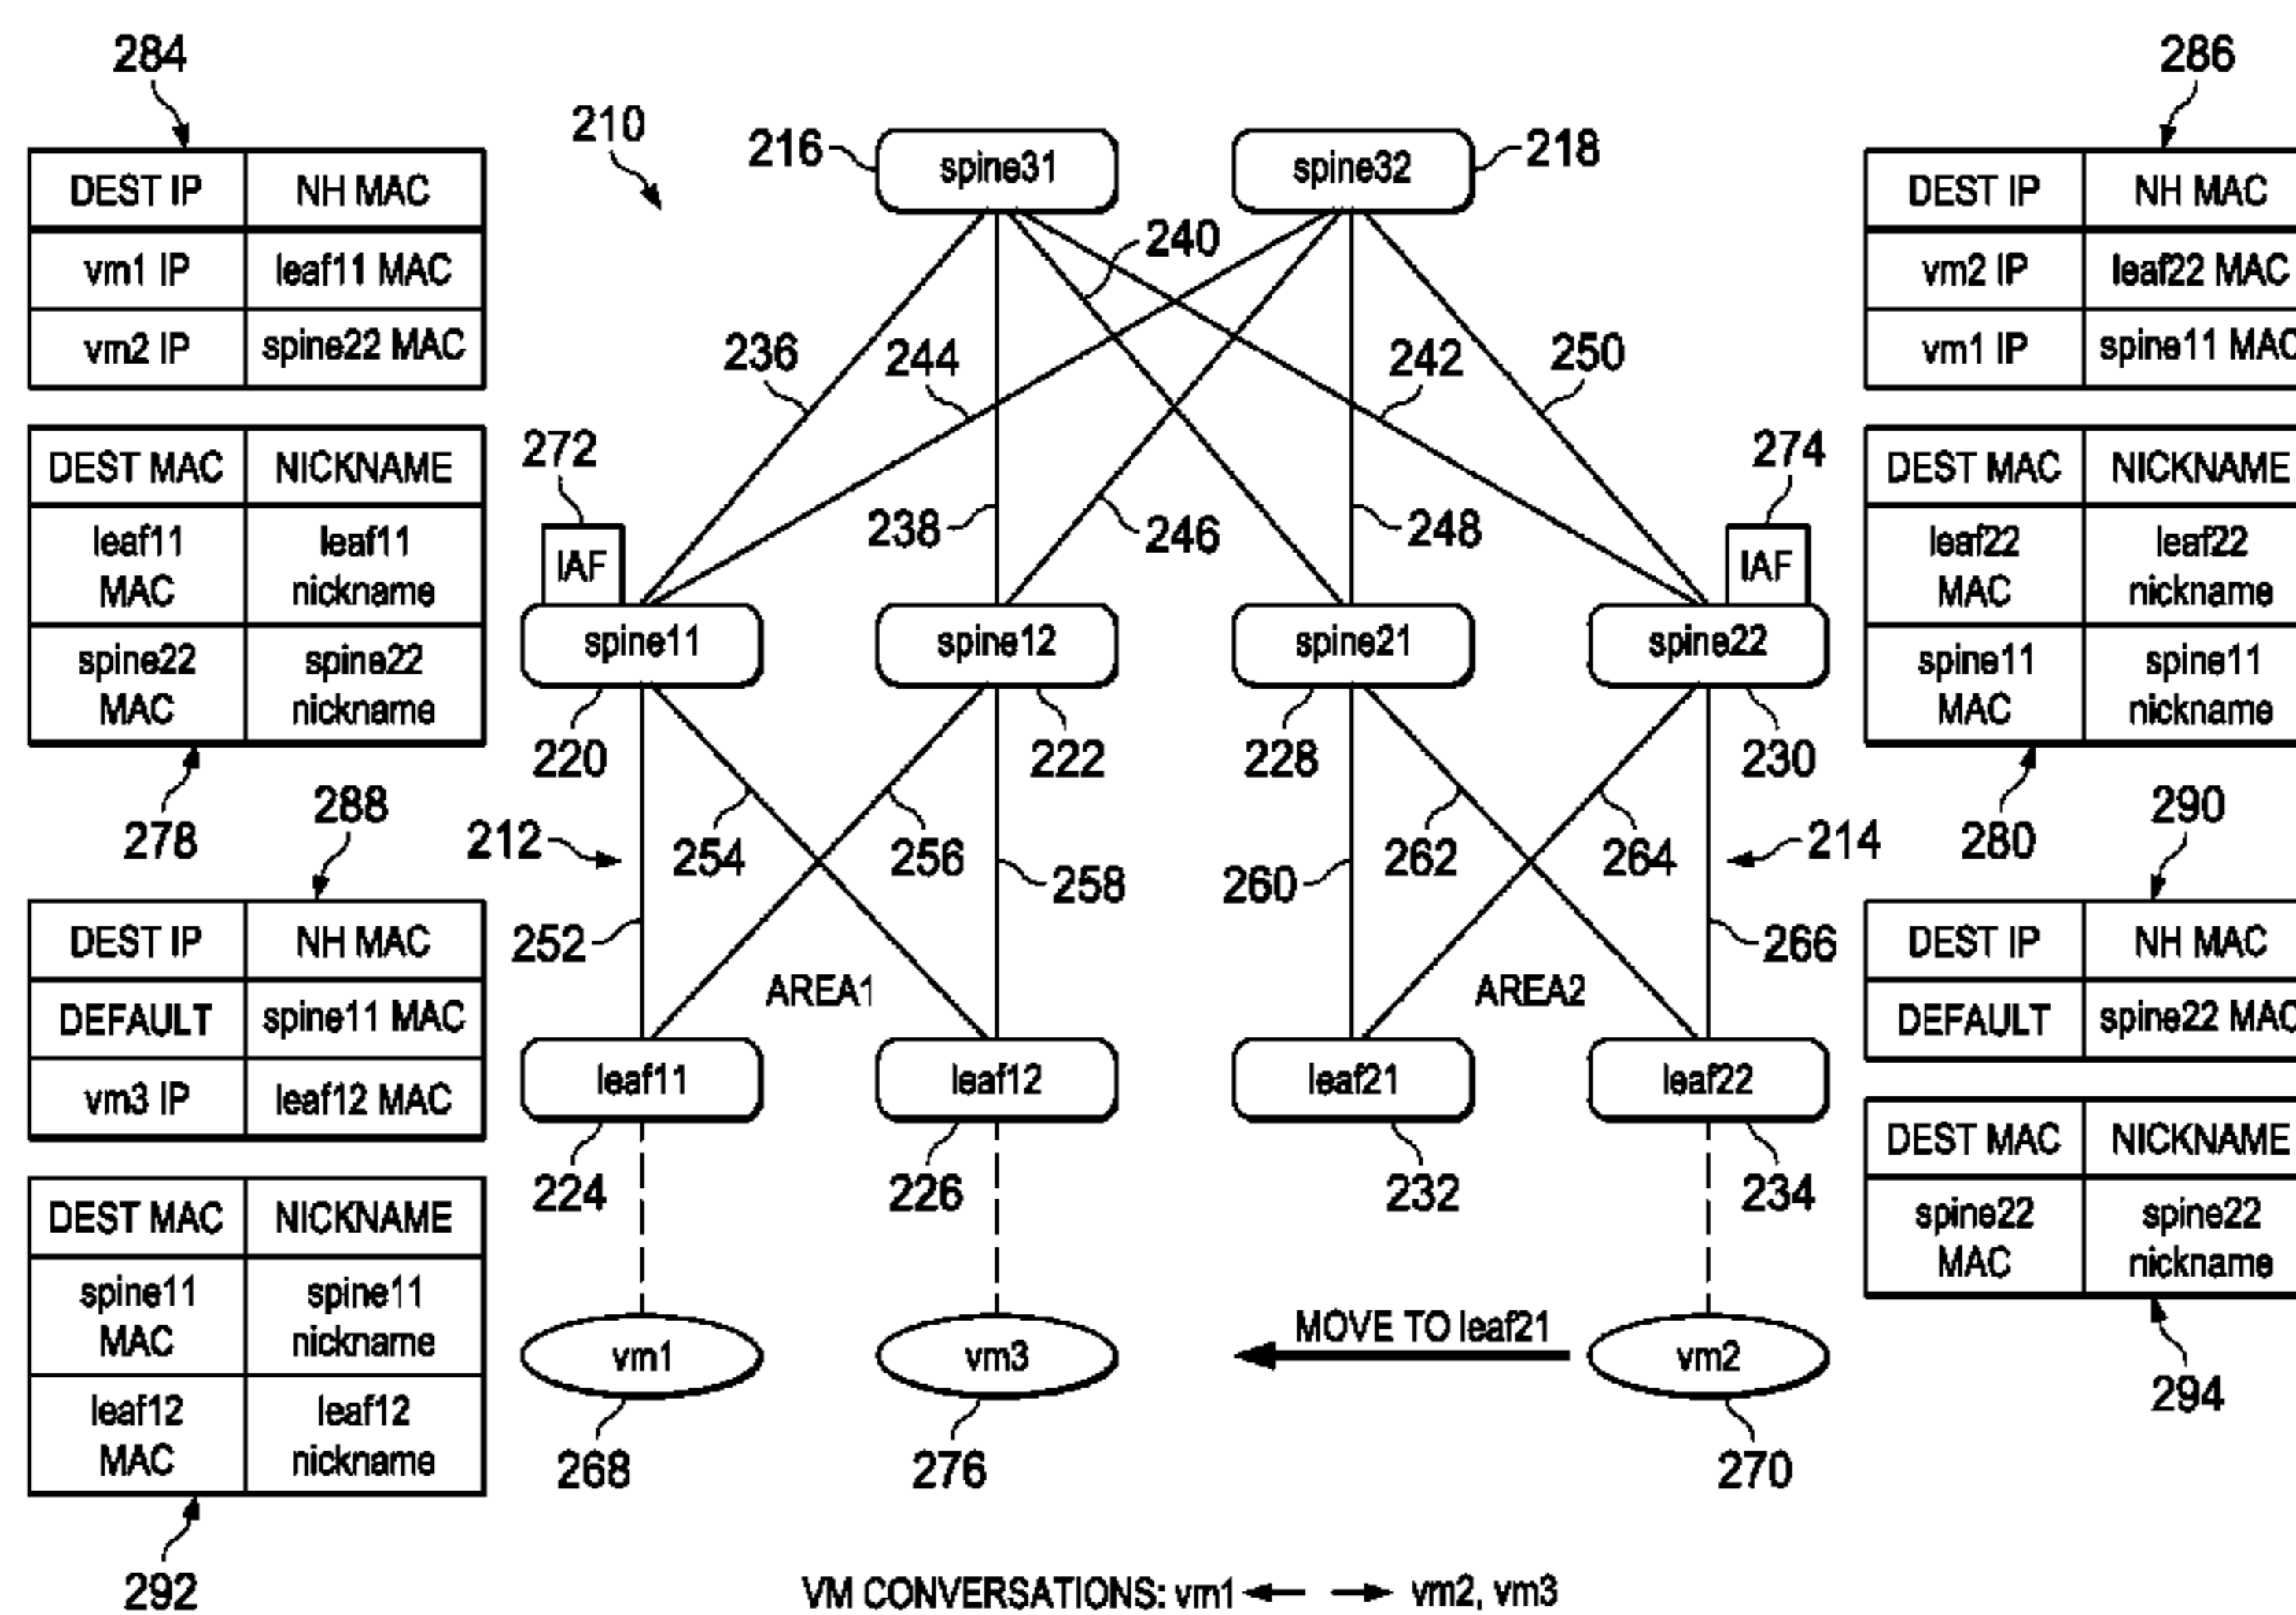 284
286
210
216
spine31
spine32
218
DEST IP NH MAC
vm1 IP leaf11 MAC
vm2 IP spine22 MAC
DEST IP NH MAC
vm2 IP leaf22 MAC
vm1 IP spine11 MAC
240
236
244
242
250
DEST MAC NICKNAME
leaf11 leaf11
MAC nickname
spine22 spine22
MAC nickname
272
IAF
238
246
248
274
IAF
DEST MAC NICKNAME
leaf22 leaf22
MAC nickname
spine11 spine11
MAC nickname
spine11
spine12
spine21
spine22
220
222
228
230
278
288
212
254
256
262
264
214
280
290
252
258
260
266
AREA1
AREA2
DEST IP NH MAC
DEFAULT spine11 MAC
vm3 IP leaf12 MAC
DEST IP NH MAC
DEFAULT spine22 MAC
leaf11
leaf12
leaf21
leaf22
224
226
232
234
DEST MAC NICKNAME
spine11 spine11
MAC nickname
leaf12 leaf12
MAC nickname
DEST MAC NICKNAME
spine22 spine22
MAC nickname
MOVE TO leaf21
vm1
vm3
vm2
268
276
270
294
292
VM CONVERSATIONS: vm1 vm2, vm3